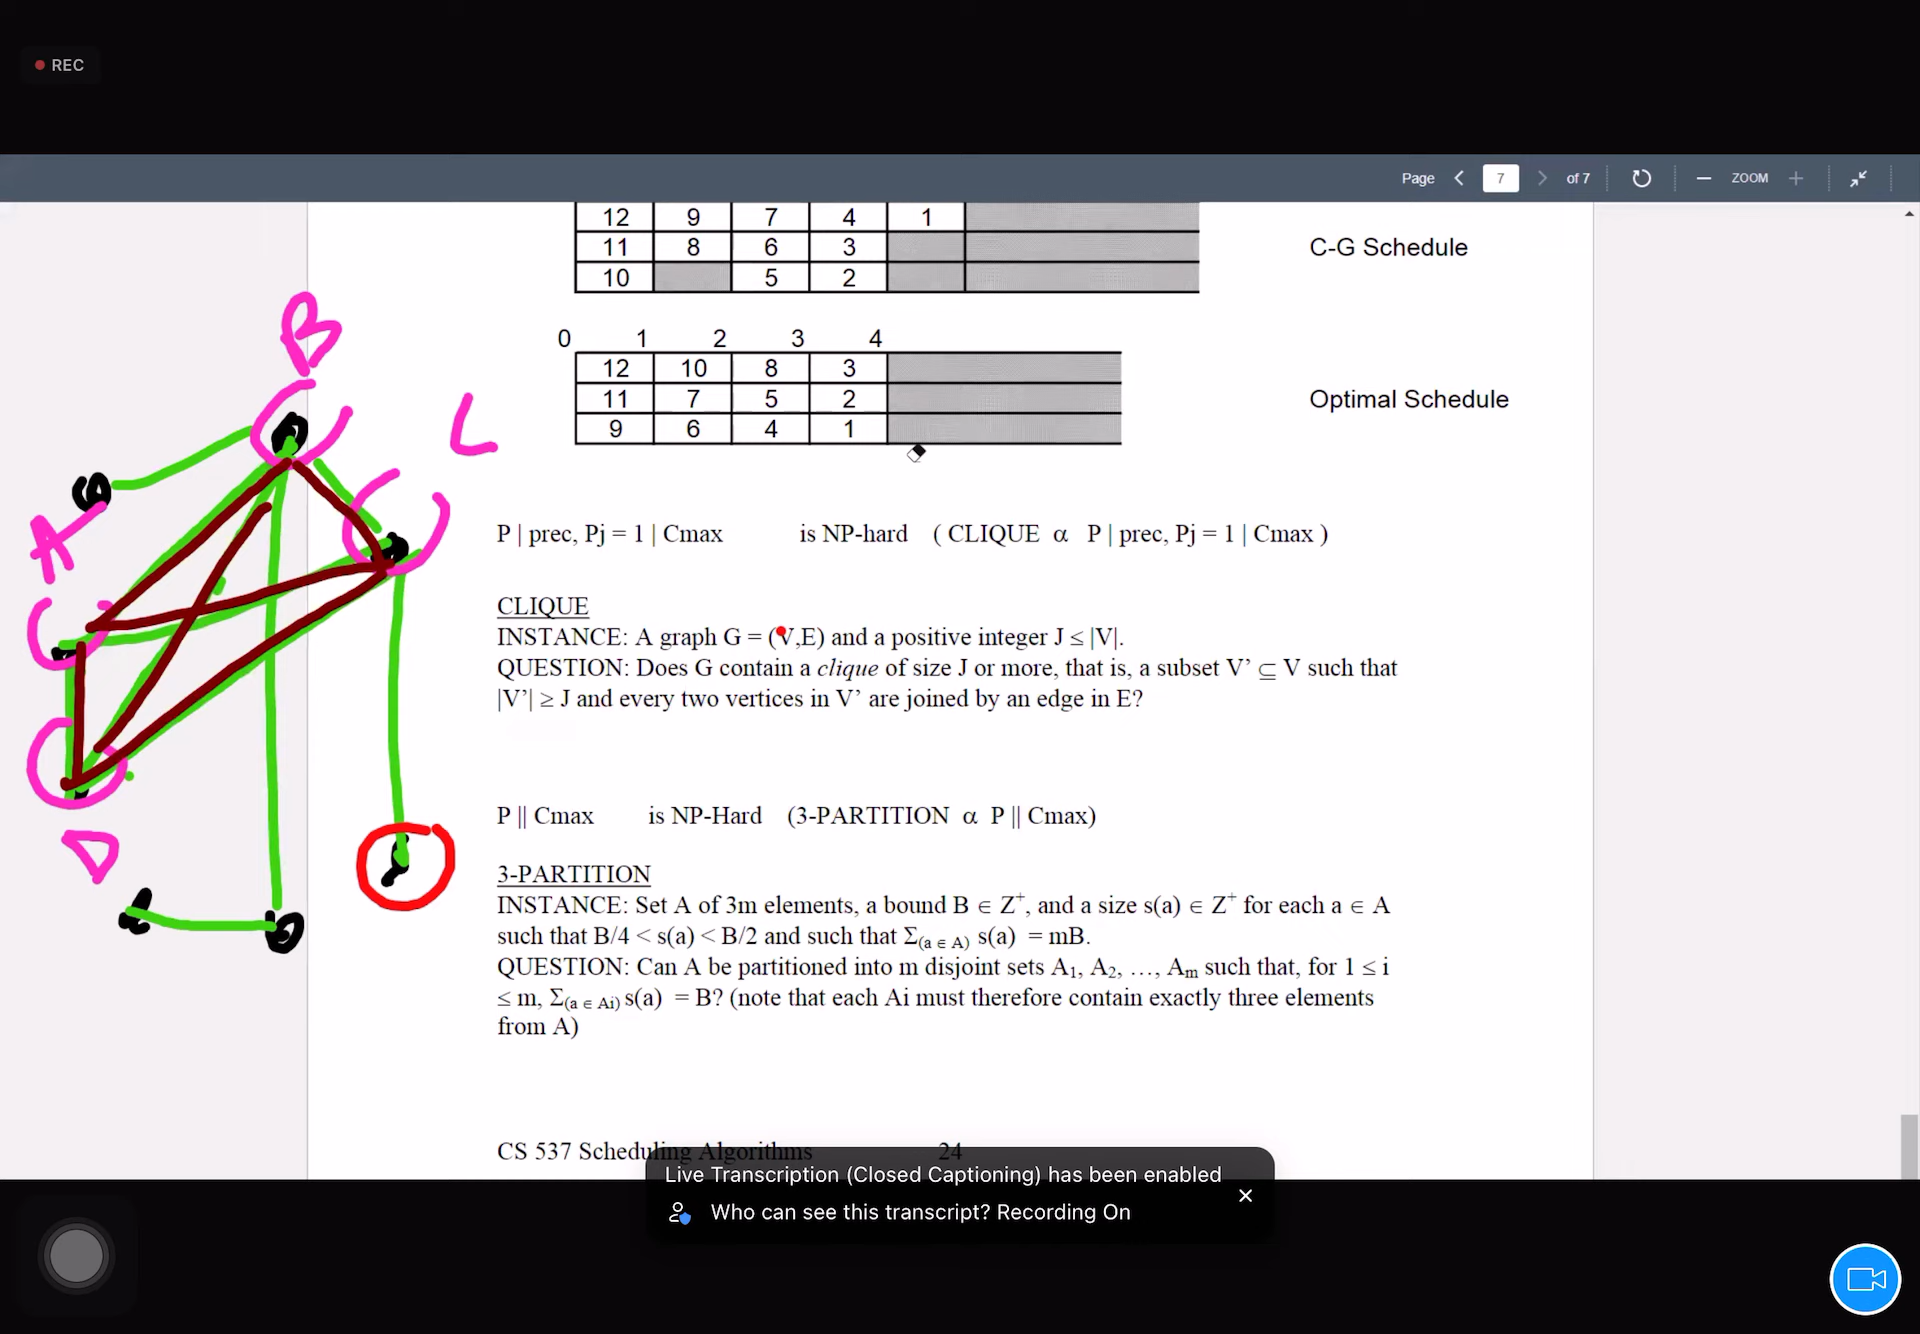 REC
Page 7 of 7 ZOOM
12 9 7 4 1
11 8 6 3
10 5 2
C-G Schedule
0 1 2 3 4
12 10 8 3
11 7 5 2
9 6 4 1
Optimal Schedule
B
C
A
D
P | prec, Pj = 1 | Cmax is NP-hard ( CLIQUE α P | prec, Pj = 1 | Cmax )
CLIQUE
INSTANCE: A graph G = (V,E) and a positive integer J ≤ |V|.
QUESTION: Does G contain a clique of size J or more, that is, a subset V’ ⊆ V such that
|V’| ≥ J and every two vertices in V’ are joined by an edge in E?
P || Cmax is NP-Hard (3-PARTITION α P || Cmax)
3-PARTITION
INSTANCE: Set A of 3m elements, a bound B ∈ Z⁺, and a size s(a) ∈ Z⁺ for each a ∈ A
such that B/4 < s(a) < B/2 and such that Σ(a ∈ A) s(a) = mB.
QUESTION: Can A be partitioned into m disjoint sets A₁, A₂, …, Aₘ such that, for 1 ≤ i
≤ m, Σ(a ∈ Ai) s(a) = B? (note that each Ai must therefore contain exactly three elements
from A)
CS 537 Scheduling Algorithms 24
Live Transcription (Closed Captioning) has been enabled
Who can see this transcript? Recording On